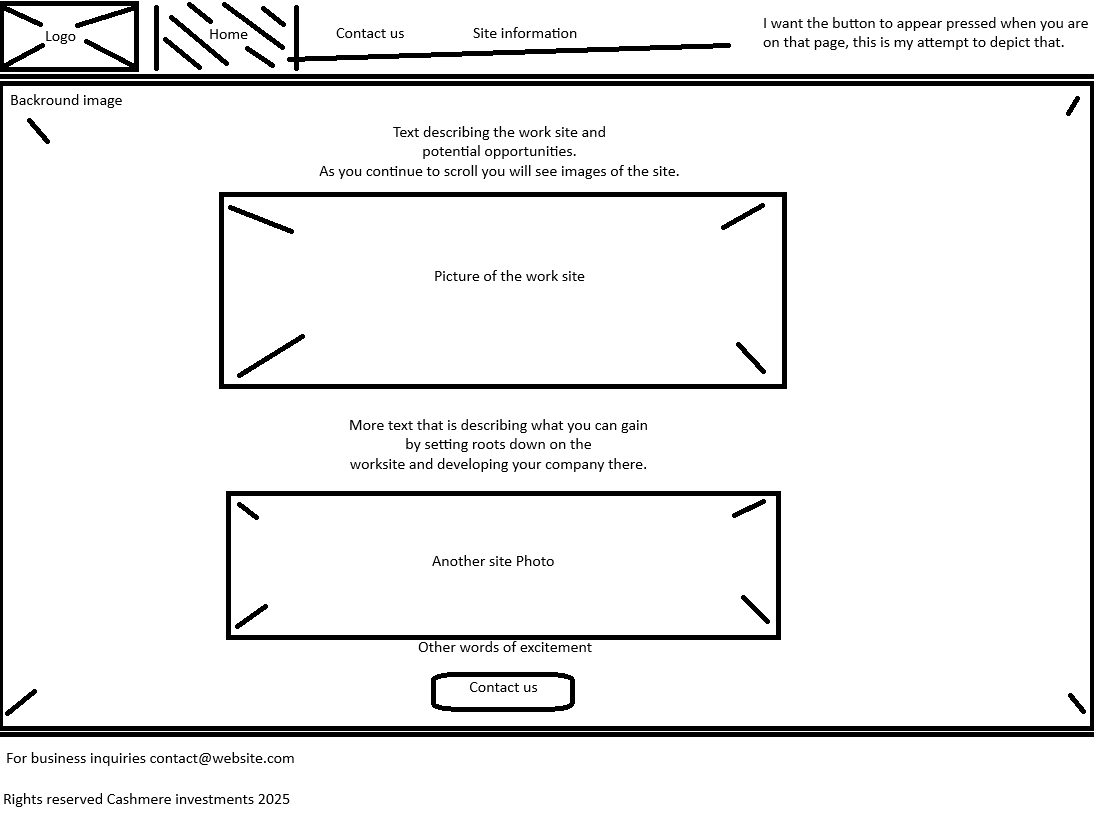 Logo
Home
Contact us
Site information
I want the button to appear pressed when you are
on that page, this is my attempt to depict that.
Backround image
Text describing the work site and
potential opportunities.
As you continue to scroll you will see images of the site.
Picture of the work site
More text that is describing what you can gain
by setting roots down on the
worksite and developing your company there.
Another site Photo
Other words of excitement
Contact us
For business inquiries contact@website.com
Rights reserved Cashmere investments 2025